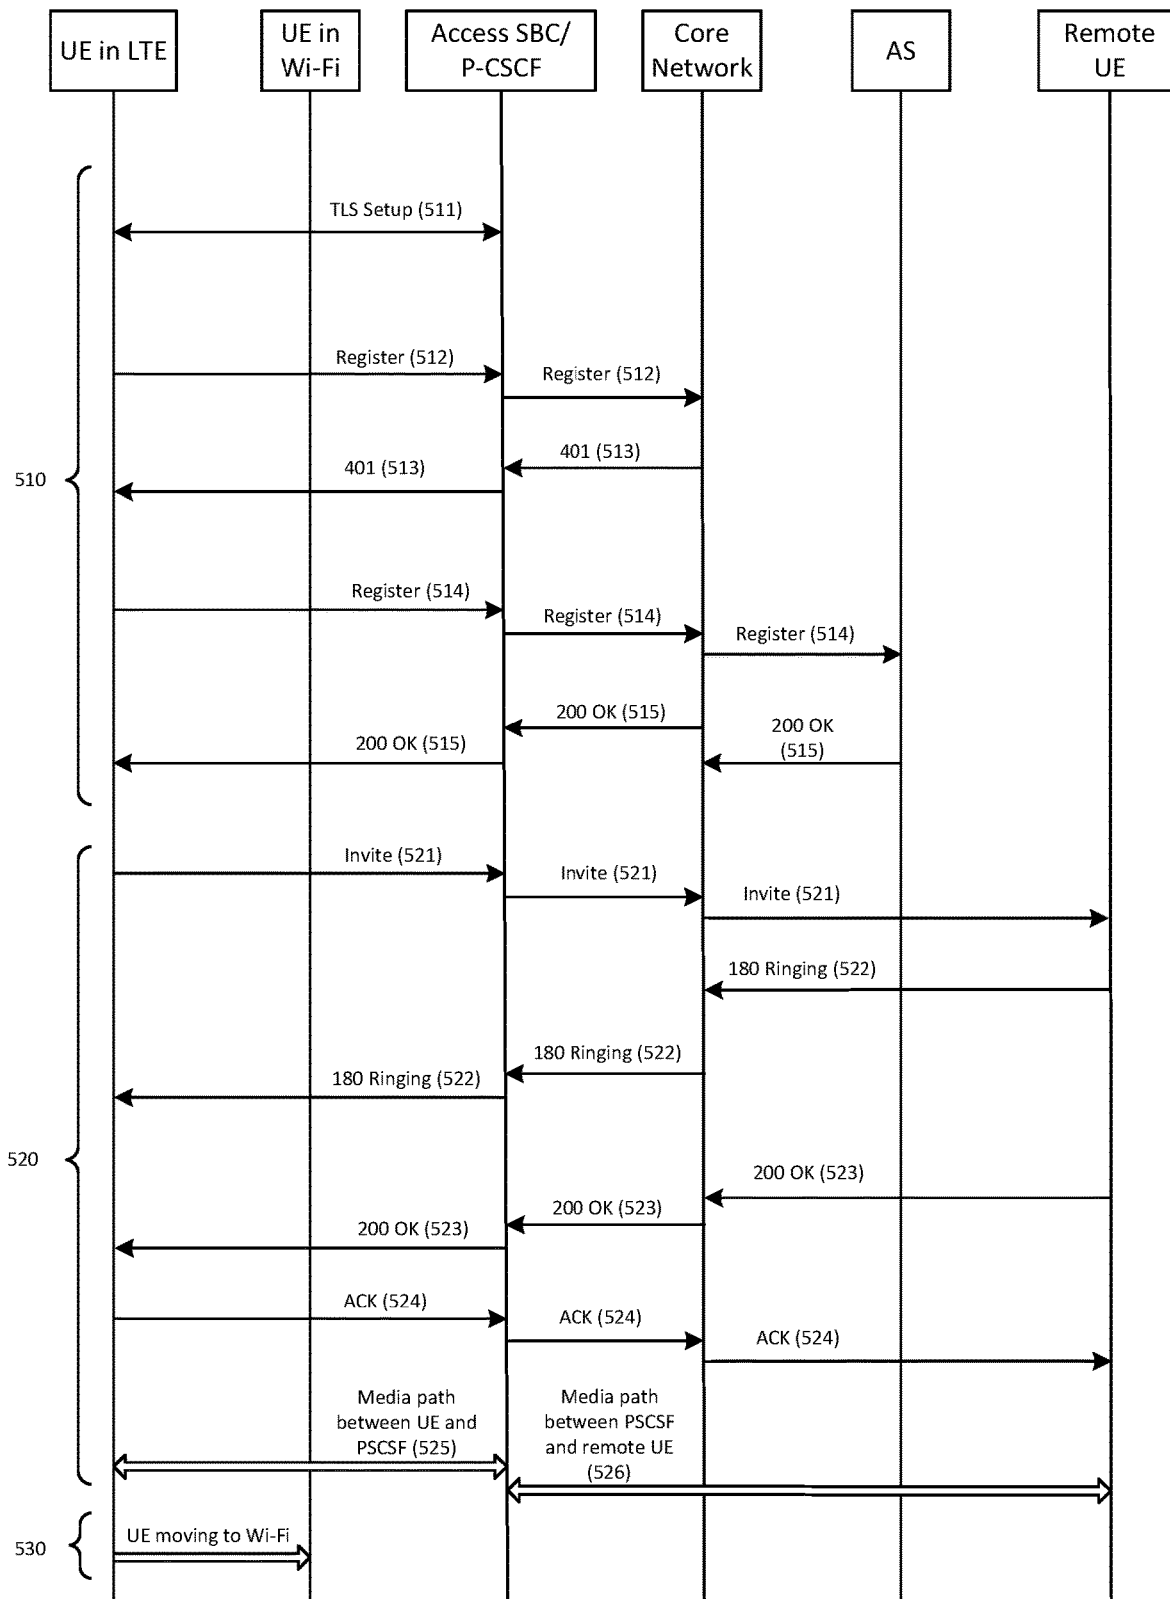 UE in LTE
UE in
Wi-Fi
Access SBC/
P-CSCF
Core
Network
AS
Remote
UE
TLS Setup (511)
Register (512)
Register (512)
401 (513)
401 (513)
510
Register (514)
Register (514)
Register (514)
200 OK (515)
200 OK
(515)
200 OK (515)
Invite (521)
Invite (521)
Invite (521)
180 Ringing (522)
180 Ringing (522)
180 Ringing (522)
520
200 OK (523)
200 OK (523)
200 OK (523)
ACK (524)
ACK (524)
ACK (524)
Media path
between UE and
PSCSF (525)
Media path
between PSCSF
and remote UE
(526)
UE moving to Wi-Fi
530